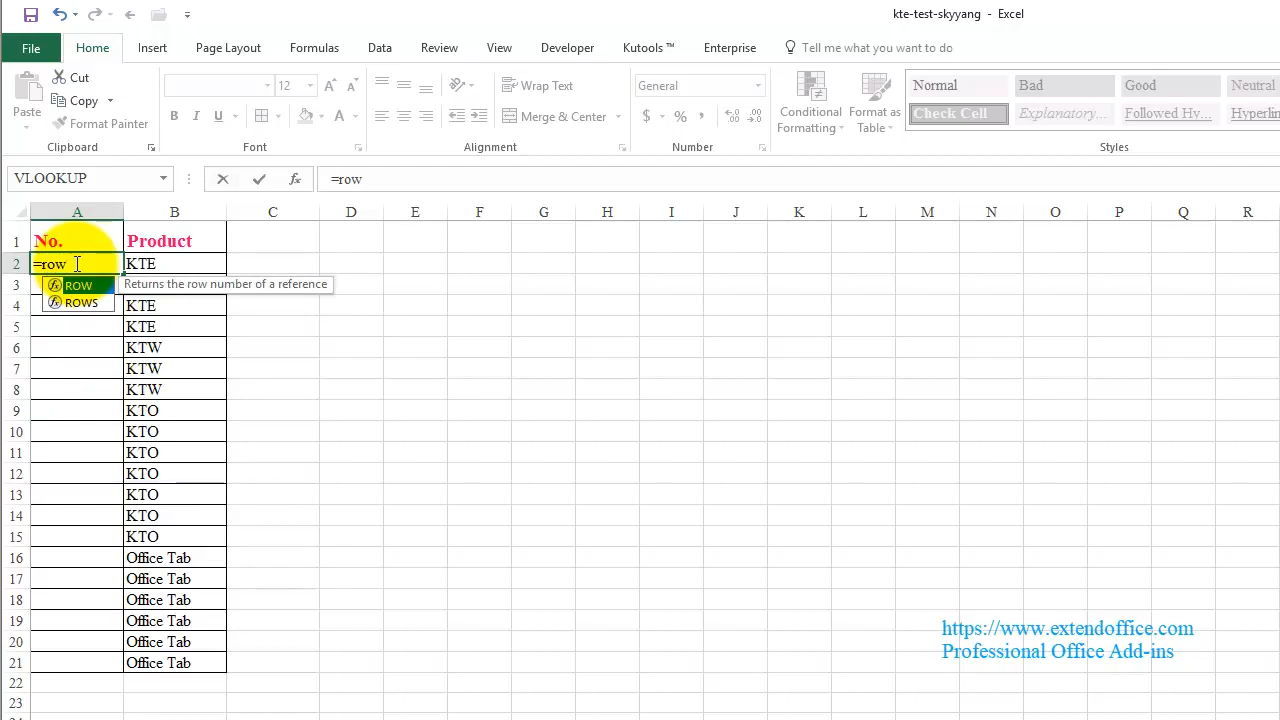 kte-test-skyyang - Excel
File Home Insert Page Layout Formulas Data Review View Developer Kutools ™ Enterprise Tell me what you want to do
Paste
Cut
Copy
Format Painter
Clipboard
12
A A
B I U
A
Font
Wrap Text
Merge & Center
Alignment
General
$ % ,
Number
Conditional Formatting
Format as Table
Normal Bad Good Neutral
Check Cell Explanatory... Followed Hy... Hyperlin
Styles
VLOOKUP fx =row
A B C D E F G H I J K L M N O P Q R
1 No. Product
2 =row KTE
3 ROW Returns the row number of a reference
ROWS
4 KTE
5 KTE
6 KTW
7 KTW
8 KTW
9 KTO
10 KTO
11 KTO
12 KTO
13 KTO
14 KTO
15 KTO
16 Office Tab
17 Office Tab
18 Office Tab
19 Office Tab
20 Office Tab
21 Office Tab
22
23
https://www.extendoffice.com
Professional Office Add-ins